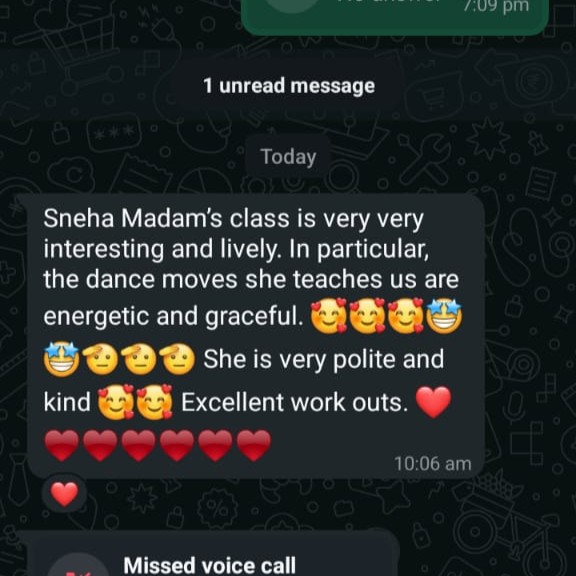 7:09 pm
1 unread message
Today
Sneha Madam's class is very very
interesting and lively. In particular,
the dance moves she teaches us are
energetic and graceful. 🥰🥰🥰🤩
🤩🫡🫡🫡 She is very polite and
kind 🥰🥰 Excellent work outs. ❤️
♥️♥️♥️♥️♥️♥️
10:06 am
❤️
Missed voice call